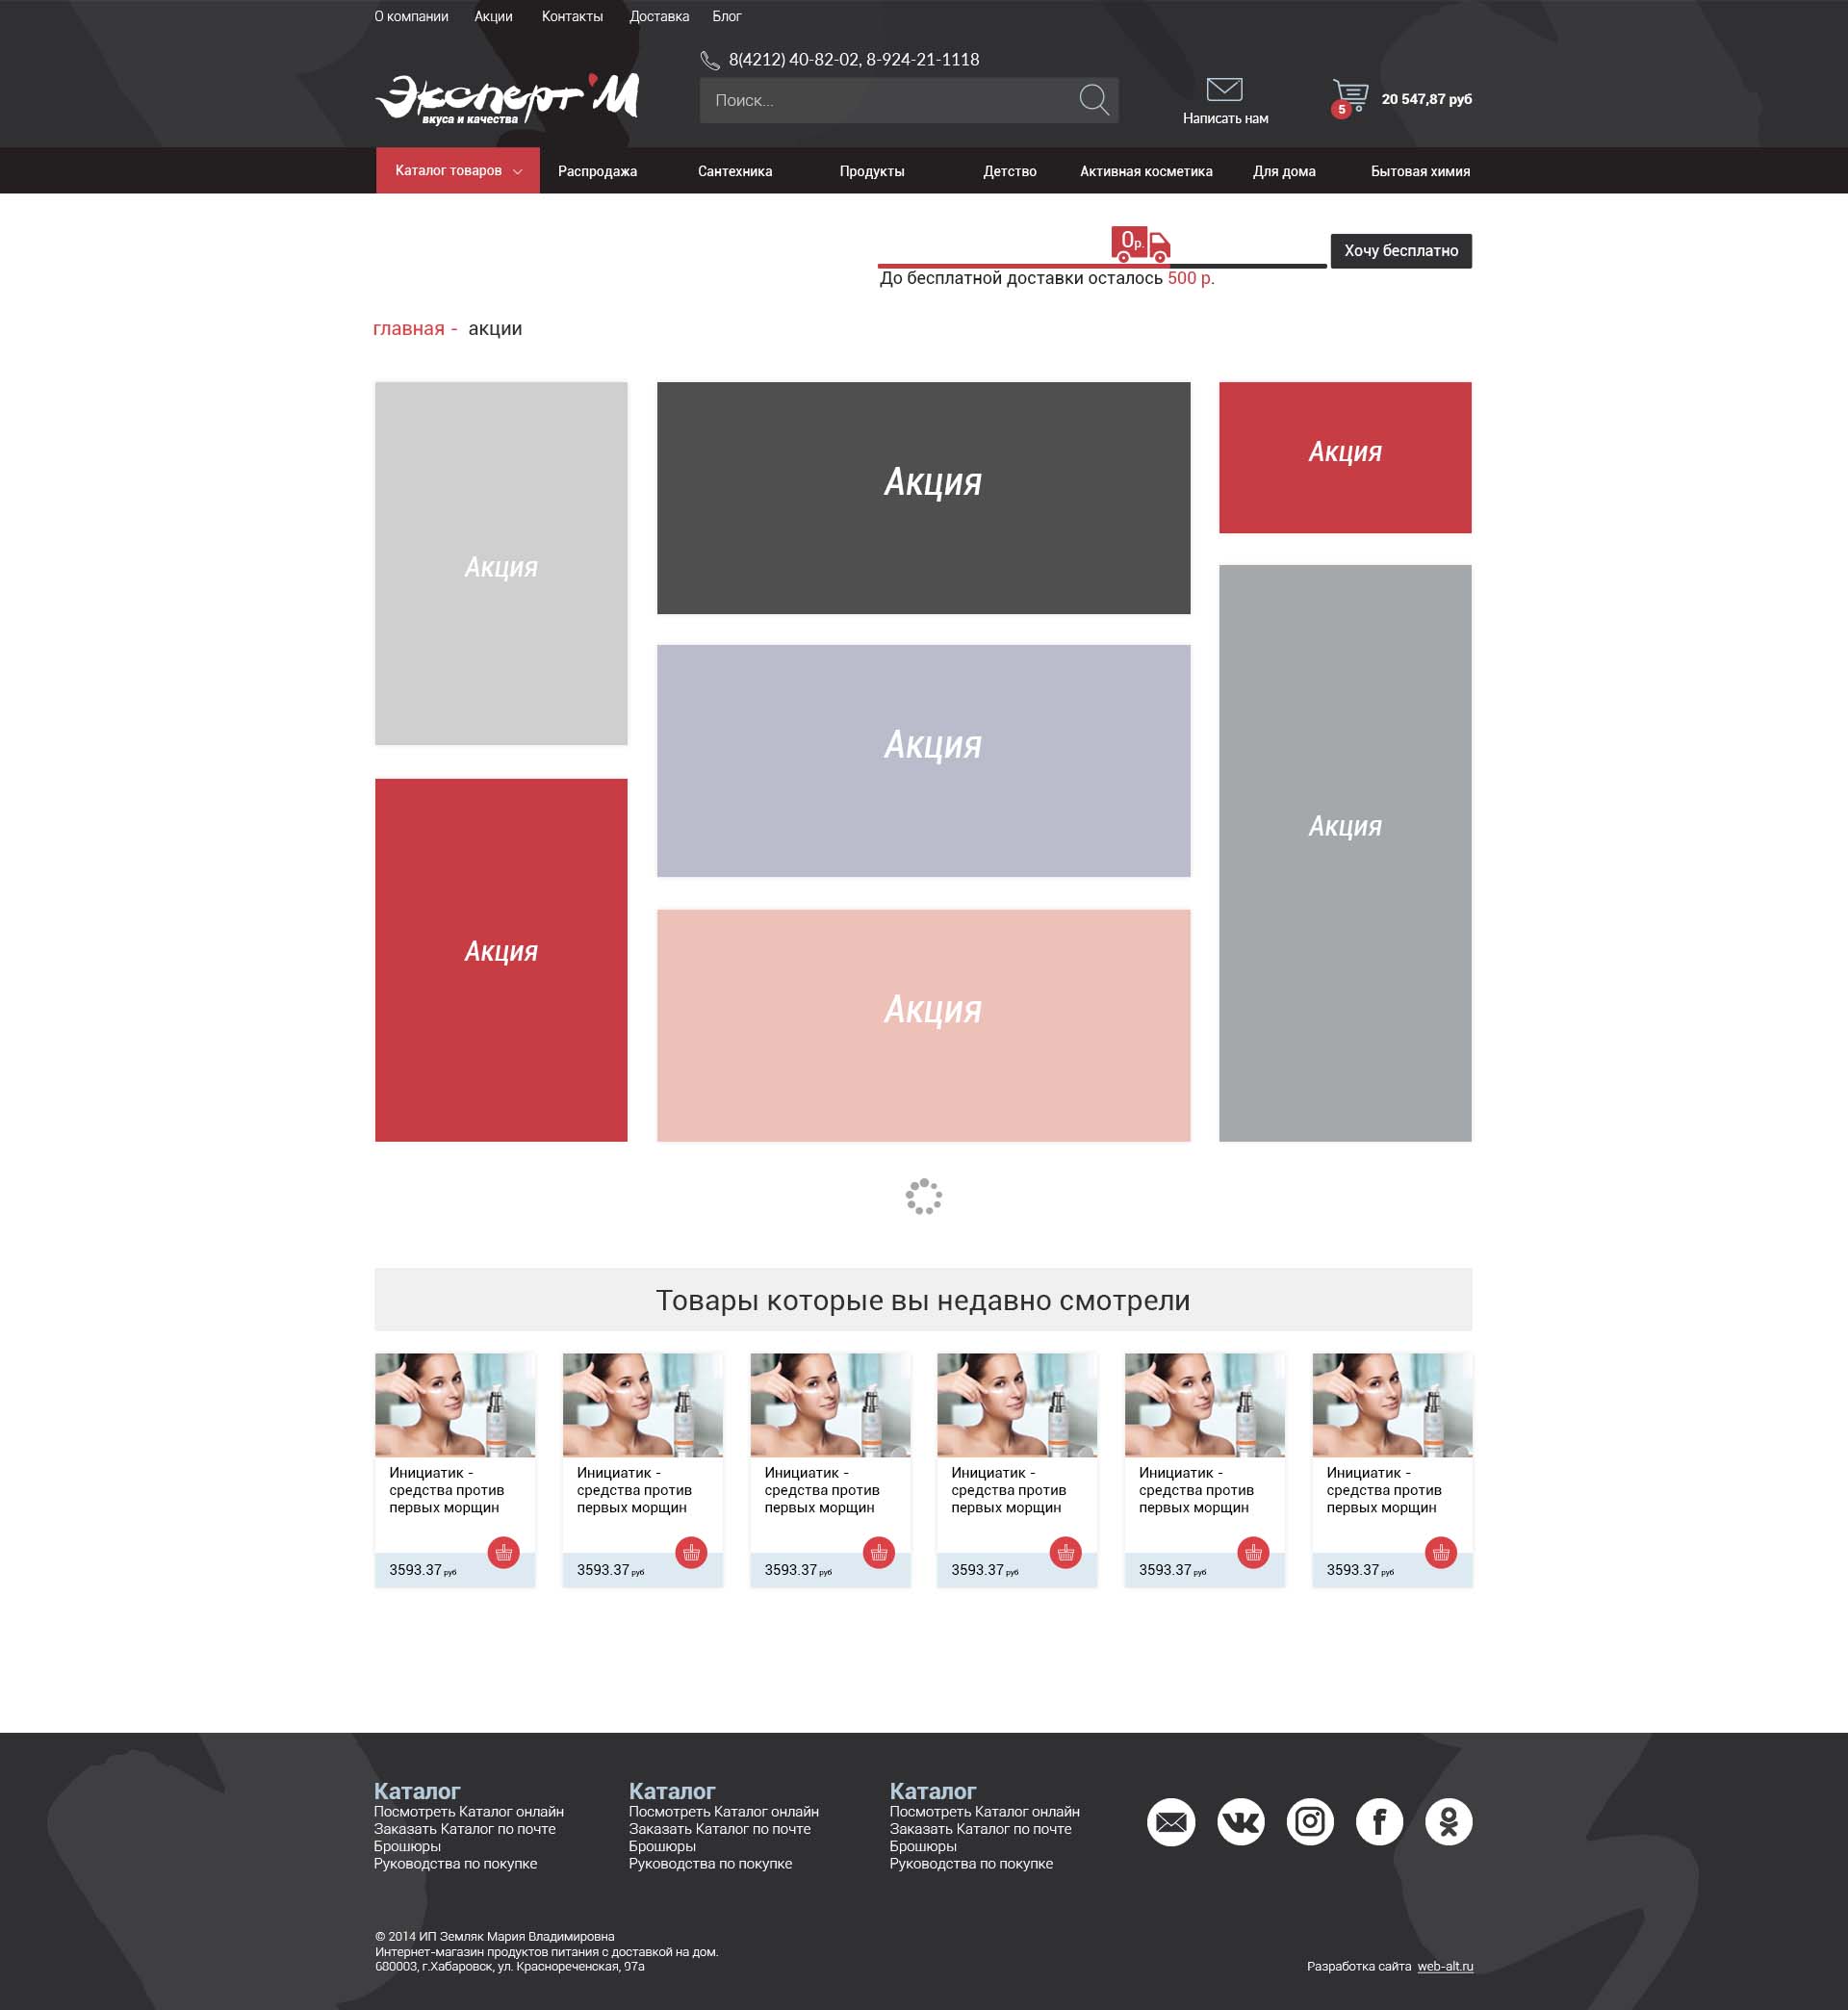 О компании Акции Контакты Доставка Блог
8(4212) 40-82-02, 8-924-21-1118
Эксперт'М
вкуса и качества
Поиск...
Написать нам
5
20 547,87 руб
Каталог товаров Распродажа Сантехника Продукты Детство Активная косметика Для дома Бытовая химия
0р.
Хочу бесплатно
До бесплатной доставки осталось 500 р.
главная - акции
Акция
Акция
Акция
Акция
Акция
Акция
Акция
Товары которые вы недавно смотрели
Инициатик - Инициатик - Инициатик - Инициатик - Инициатик - Инициатик -
средства против средства против средства против средства против средства против средства против
первых морщин первых морщин первых морщин первых морщин первых морщин первых морщин
3593.37 руб 3593.37 руб 3593.37 руб 3593.37 руб 3593.37 руб 3593.37 руб
Каталог Каталог Каталог
Посмотреть Каталог онлайн Посмотреть Каталог онлайн Посмотреть Каталог онлайн
Заказать Каталог по почте Заказать Каталог по почте Заказать Каталог по почте
Брошюры Брошюры Брошюры
Руководства по покупке Руководства по покупке Руководства по покупке
© 2014 ИП Земляк Мария Владимировна
Интернет-магазин продуктов питания с доставкой на дом.
680003, г.Хабаровск, ул. Краснореченская, 97а
Разработка сайта web-alt.ru